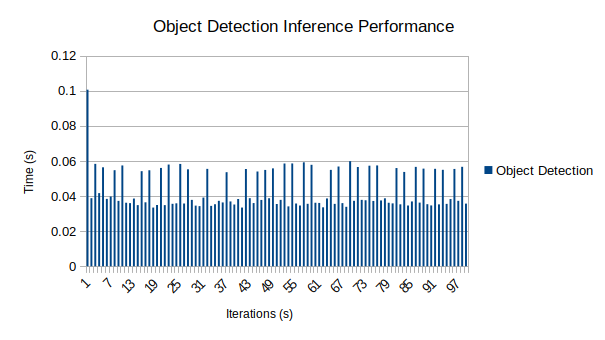 Object Detection Inference Performance
0.12
0.1
0.08
0.06
0.04
0.02
0
Time (s)
Object Detection
1 7 13 19 25 31 37 43 49 55 61 67 73 79 85 91 97
Iterations (s)